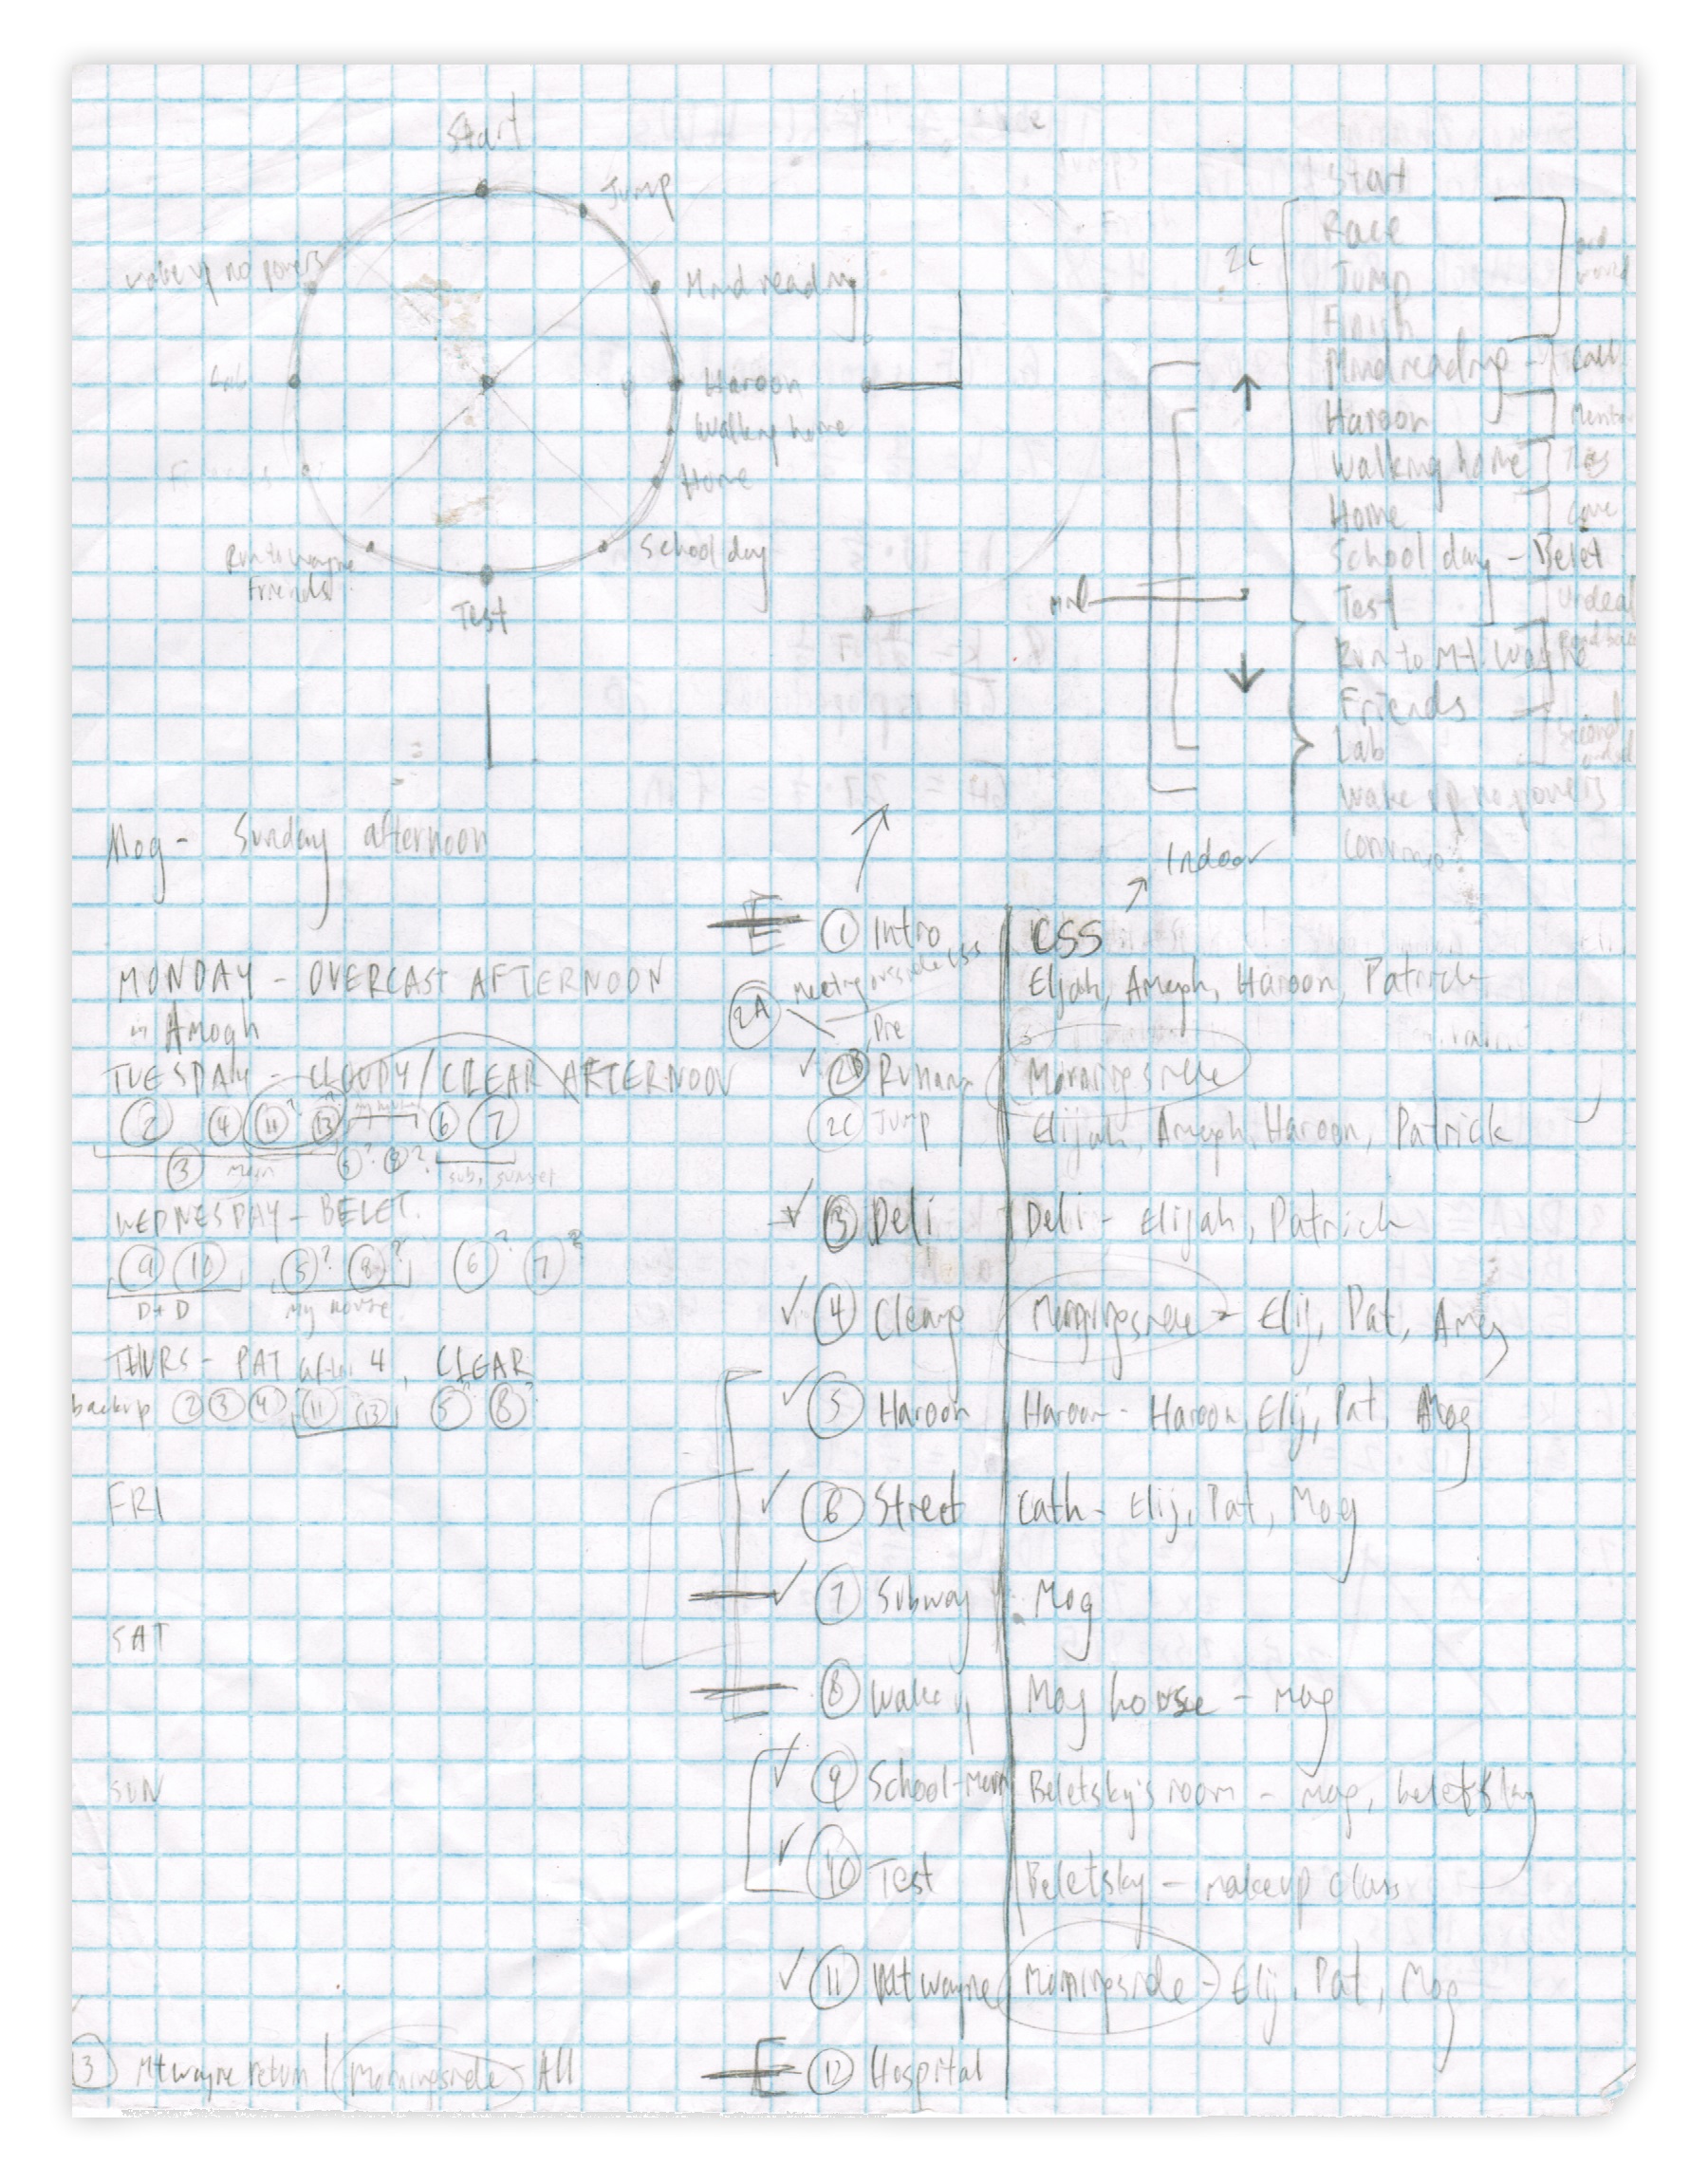 Start
Jump
Mind reading
Haroon
Walking home
Home
School day
Test
Run to wayne
Friends
Lab
Wake up no powers
2C
Start
Race
Jump
Finish
Mind reading - Call
Haroon
Walking home
Home
School day - Belet
Test
Run to Mt. Wayne
Friends
Lab
Wake up no powers
Mog - Sunday afternoon
Indoor
MONDAY - OVERCAST AFTERNOON
Amogh
TUESDAY - CLOUDY/CLEAR AFTERNOON
2 4 11? 13? 6 7
3 5? 8? sub, sunset
WEDNESDAY - BELET.
9 10 5? 8? 6? 7?
D+D my house
THURS - PAT after 4, CLEAR
backup 2 3 4 11 13 5? 8?
FRI
SAT
SUN
1 Intro CSS
Elijah, Amogh, Haroon, Patrick
2A meeting outside CSS
Pre
2B Running Morningside
2C Jump Elijah, Amogh, Haroon, Patrick
3 Deli Deli - Elijah, Patrick
4 Cleanup Morningside - Elij, Pat, Amog
5 Haroon Haroon - Haroon, Elij, Pat, Mog
6 Street Cath - Elij, Pat, Mog
7 Subway Mog
8 Wake up Mog house - Mog
9 School-Morn Beletsky's room - Mog, beletsky
10 Test Beletsky - makeup class
11 Mt wayne Morningside - Elij, Pat, Mog
12 Hospital
3 Mt wayne return Morningside - All